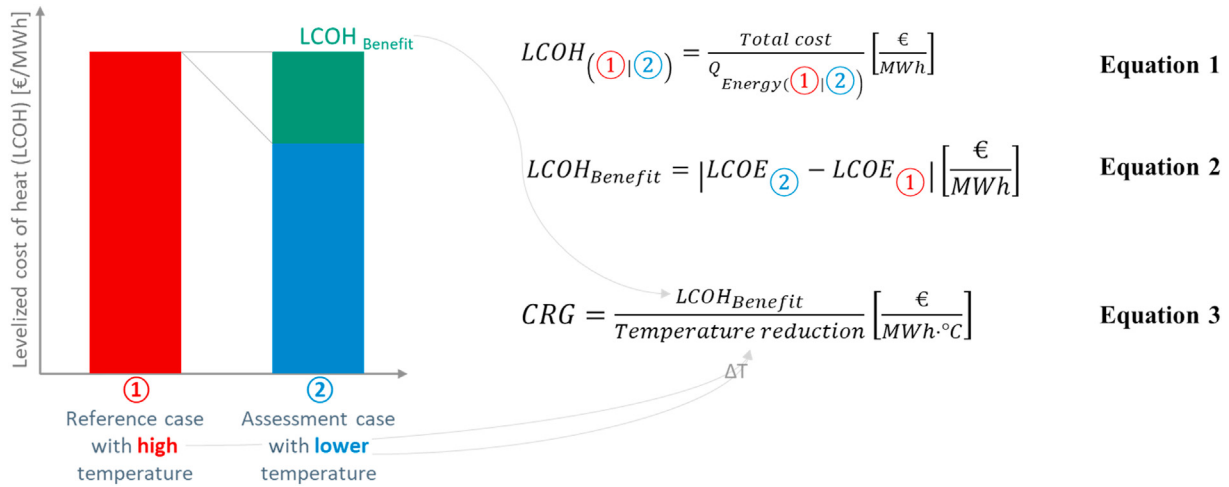 Levelized cost of heat (LCOH) [€/MWh]
LCOH Benefit
1
Reference case
with high
temperature
2
Assessment case
with lower
temperature
LCOH(1|2) = Total cost / Q Energy(1|2) [€/MWh]
Equation 1
LCOH Benefit = |LCOE 2 − LCOE 1| [€/MWh]
Equation 2
CRG = LCOH Benefit / Temperature reduction [€/MWh·°C]
Equation 3
ΔT